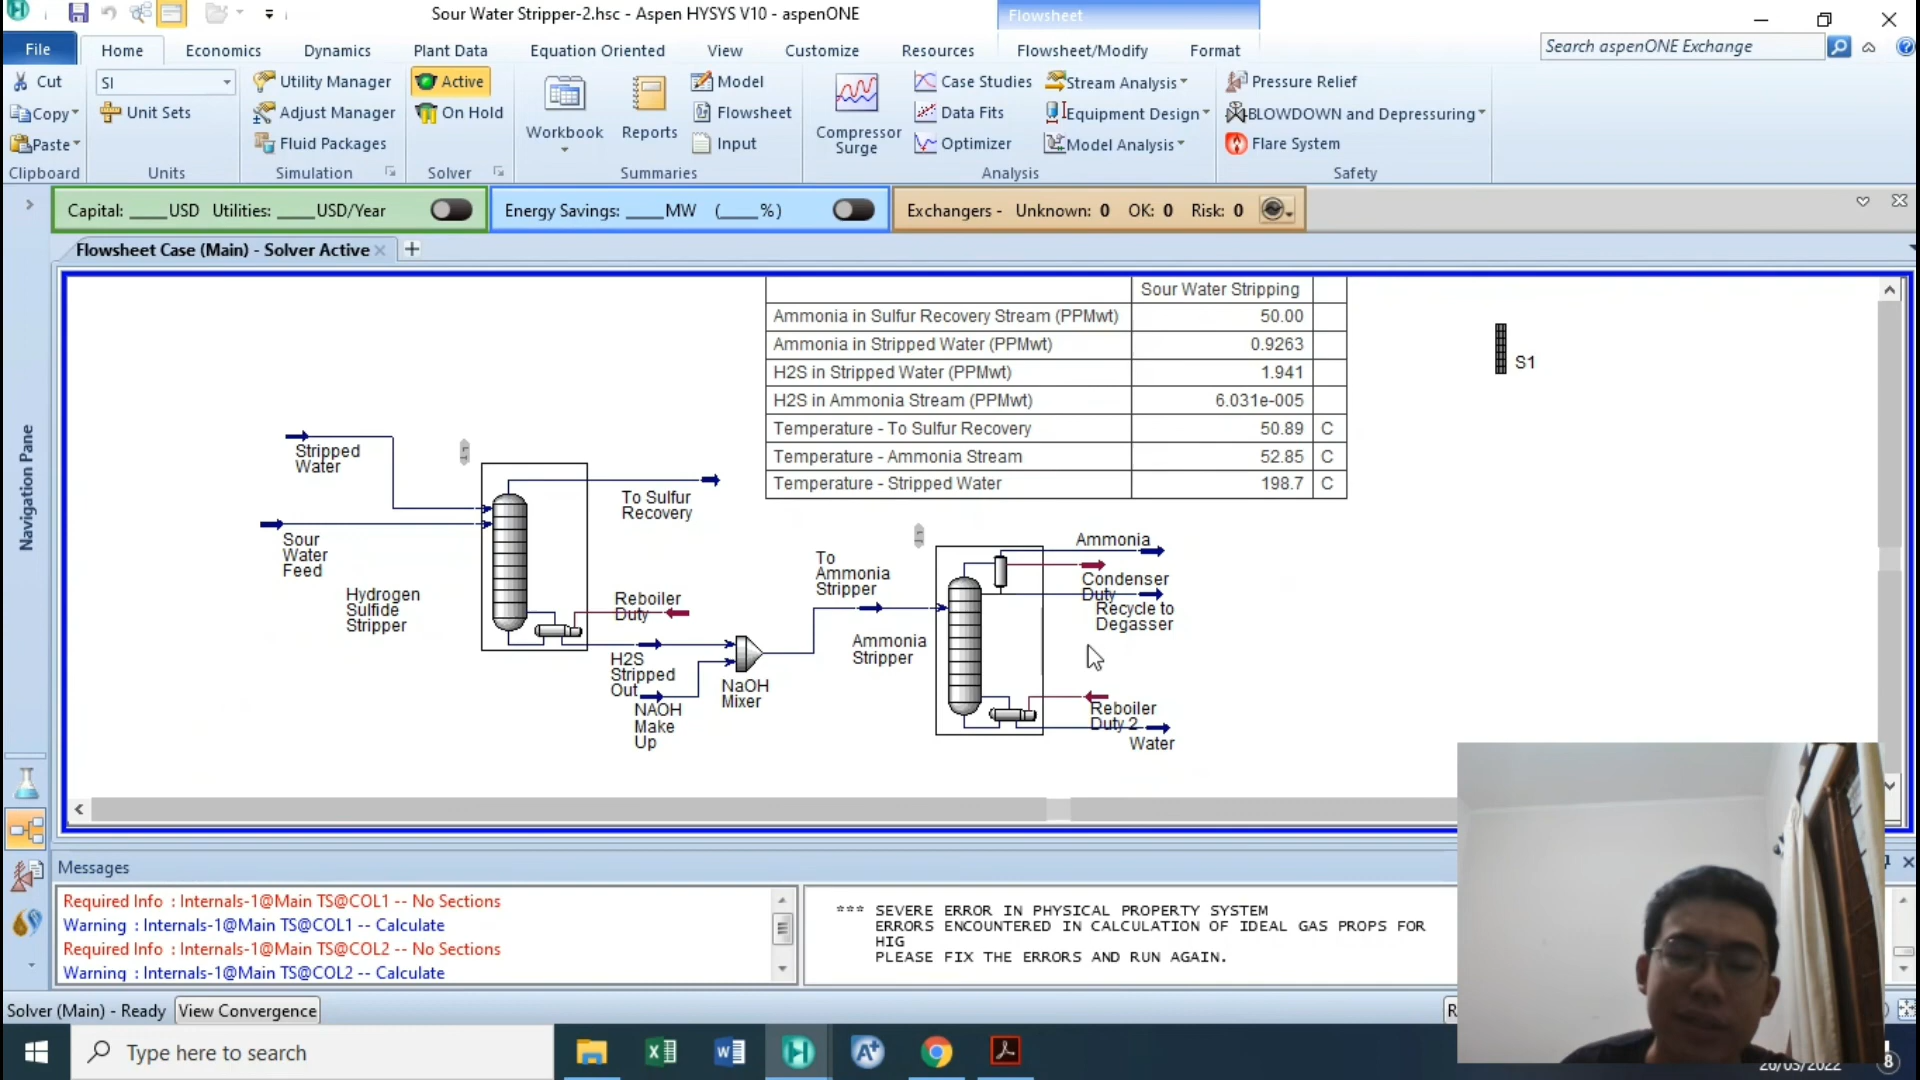 Sour Water Stripper-2.hsc - Aspen HYSYS V10 - aspenONE
Flowsheet
File
Home
Economics
Dynamics
Plant Data
Equation Oriented
View
Customize
Resources
Flowsheet/Modify
Format
Search aspenONE Exchange
Cut
Copy
Paste
Clipboard
SI
Unit Sets
Units
Utility Manager
Adjust Manager
Fluid Packages
Simulation
Active
On Hold
Solver
Workbook
Reports
Model
Flowsheet
Input
Summaries
Compressor
Surge
Case Studies
Data Fits
Optimizer
Stream Analysis
Equipment Design
Model Analysis
Analysis
Pressure Relief
BLOWDOWN and Depressuring
Flare System
Safety
Capital: ____USD Utilities: ____USD/Year
Energy Savings: ____MW (____%)
Exchangers - Unknown: 0 OK: 0 Risk: 0
Flowsheet Case (Main) - Solver Active
Navigation Pane
Sour Water Stripping
Ammonia in Sulfur Recovery Stream (PPMwt) 50.00
Ammonia in Stripped Water (PPMwt) 0.9263
H2S in Stripped Water (PPMwt) 1.941
H2S in Ammonia Stream (PPMwt) 6.031e-005
Temperature - To Sulfur Recovery 50.89 C
Temperature - Ammonia Stream 52.85 C
Temperature - Stripped Water 198.7 C
S1
Stripped
Water
Sour
Water
Feed
Hydrogen
Sulfide
Stripper
To Sulfur
Recovery
Reboiler
Duty
H2S
Stripped
Out
NAOH
Make
Up
NaOH
Mixer
To
Ammonia
Stripper
Ammonia
Stripper
Ammonia
Condenser
Duty
Recycle to
Degasser
Reboiler
Duty 2
Water
Messages
Required Info : Internals-1@Main TS@COL1 -- No Sections
Warning : Internals-1@Main TS@COL1 -- Calculate
Required Info : Internals-1@Main TS@COL2 -- No Sections
Warning : Internals-1@Main TS@COL2 -- Calculate
*** SEVERE ERROR IN PHYSICAL PROPERTY SYSTEM
ERRORS ENCOUNTERED IN CALCULATION OF IDEAL GAS PROPS FOR
HIG
PLEASE FIX THE ERRORS AND RUN AGAIN.
Solver (Main) - Ready
View Convergence
Type here to search